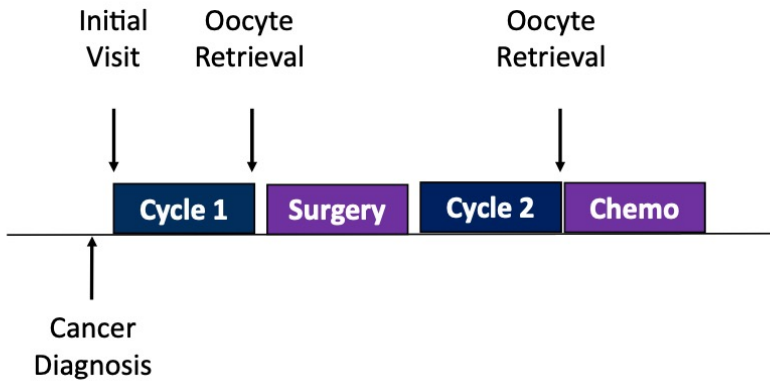 Initial
Visit
Oocyte
Retrieval
Oocyte
Retrieval
Cycle 1
Surgery
Cycle 2
Chemo
Cancer
Diagnosis